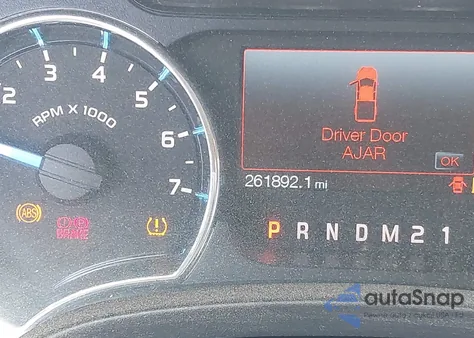 2 3 4 5 6 7
RPM X 1000
Driver Door
AJAR
OK
261892.1 mi
ABS
(P)
BRAKE
P R N D M 2 1
autoSnap